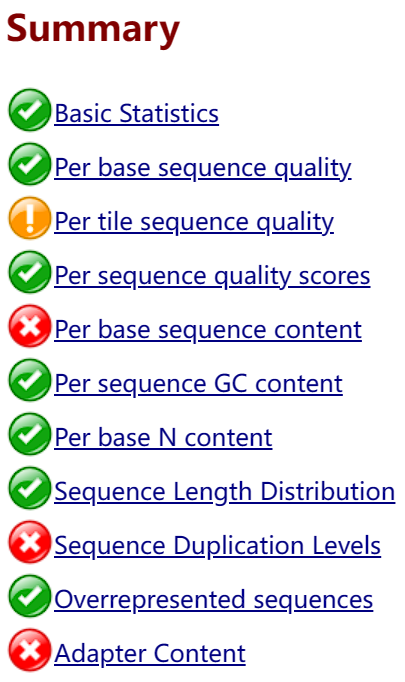 Summary
Basic Statistics
Per base sequence quality
Per tile sequence quality
Per sequence quality scores
Per base sequence content
Per sequence GC content
Per base N content
Sequence Length Distribution
Sequence Duplication Levels
Overrepresented sequences
Adapter Content